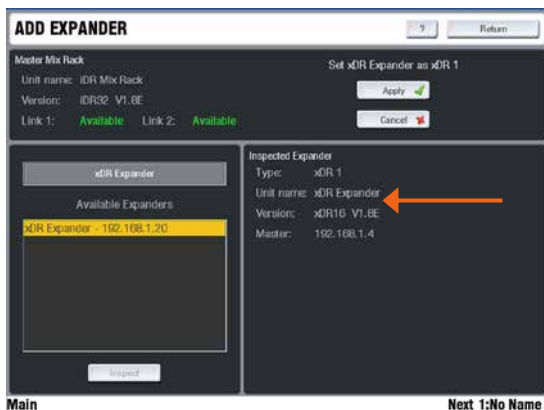 ADD EXPANDER
?
Return
Master Mix Rack
Unit name: iDR Mix Rack
Version: iDR32 V1.8E
Link 1: Available Link 2: Available
Set xDR Expander as xDR 1
Apply
Cancel
xDR Expander
Available Expanders
xDR Expander - 192.168.1.20
Inspect
Inspected Expander
Type: xDR 1
Unit name: xDR Expander
Version: xDR16 V1.8E
Master: 192.168.1.4
Main
Next 1:No Name